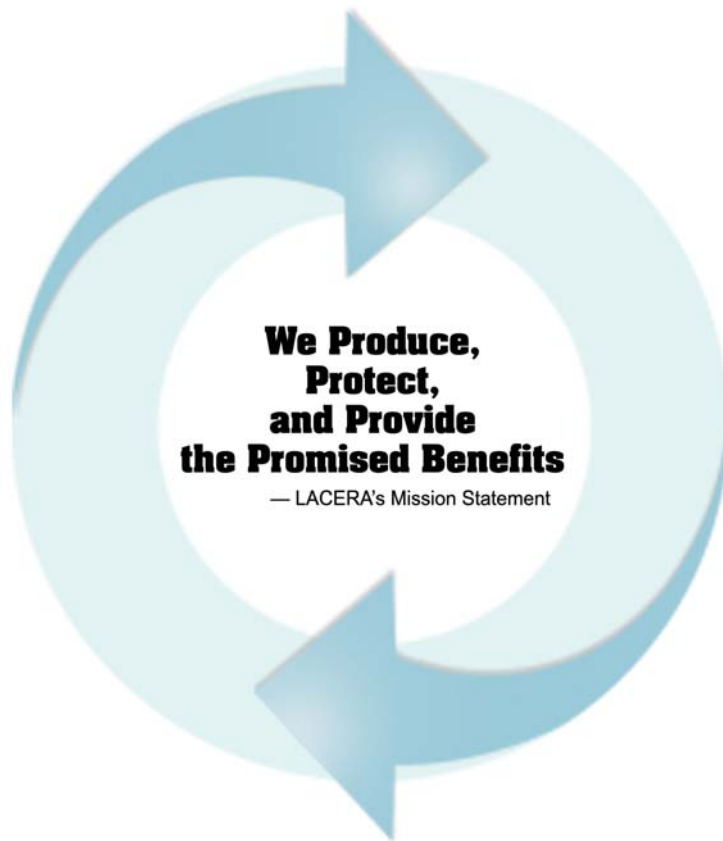 We Produce,
Protect,
and Provide
the Promised Benefits
— LACERA's Mission Statement